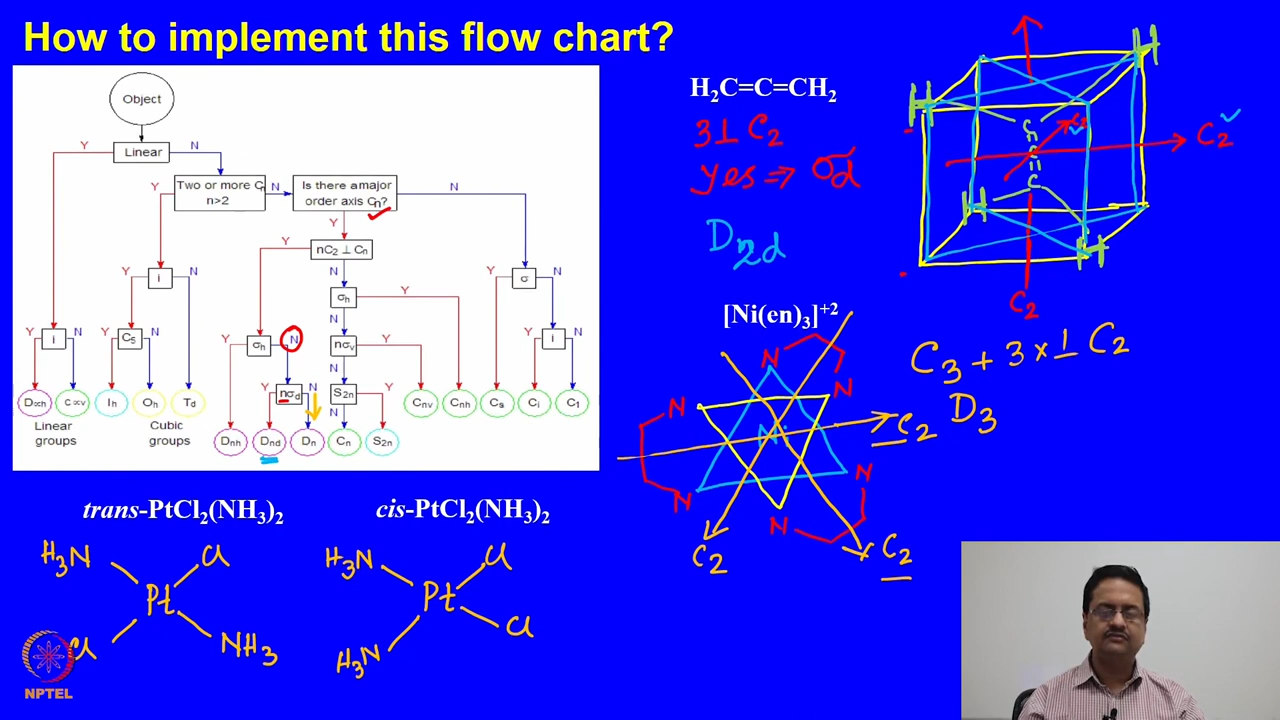 How to implement this flow chart?
Object
Y Linear N
Y Two or more Cn n>2 N Is there amajor order axis Cn? N
Y
Y nC2 ⊥ Cn
N
Y i N
σh Y
Y σ N
N
Y i N
Y C5 N
Y σh N
nσv Y
Y i N
N
Y nσd N
S2n Y
N
D∞h C∞v Ih Oh Td Cnv Cnh Cs Ci C1
Linear groups
Cubic groups
Dnh Dnd Dn Cn S2n
H2C=C=CH2
3⊥ C2
Yes ⇒ σd
D2d
H H
C
C2
C
C2
C
H H
C2
[Ni(en)3]+2
N
N
N
Ni
N
N
N
C2
C2
C2
C3 + 3×⊥ C2
D3
trans-PtCl2(NH3)2
H3N Cl
Pt
Cl NH3
cis-PtCl2(NH3)2
H3N Cl
Pt
H3N Cl
NPTEL